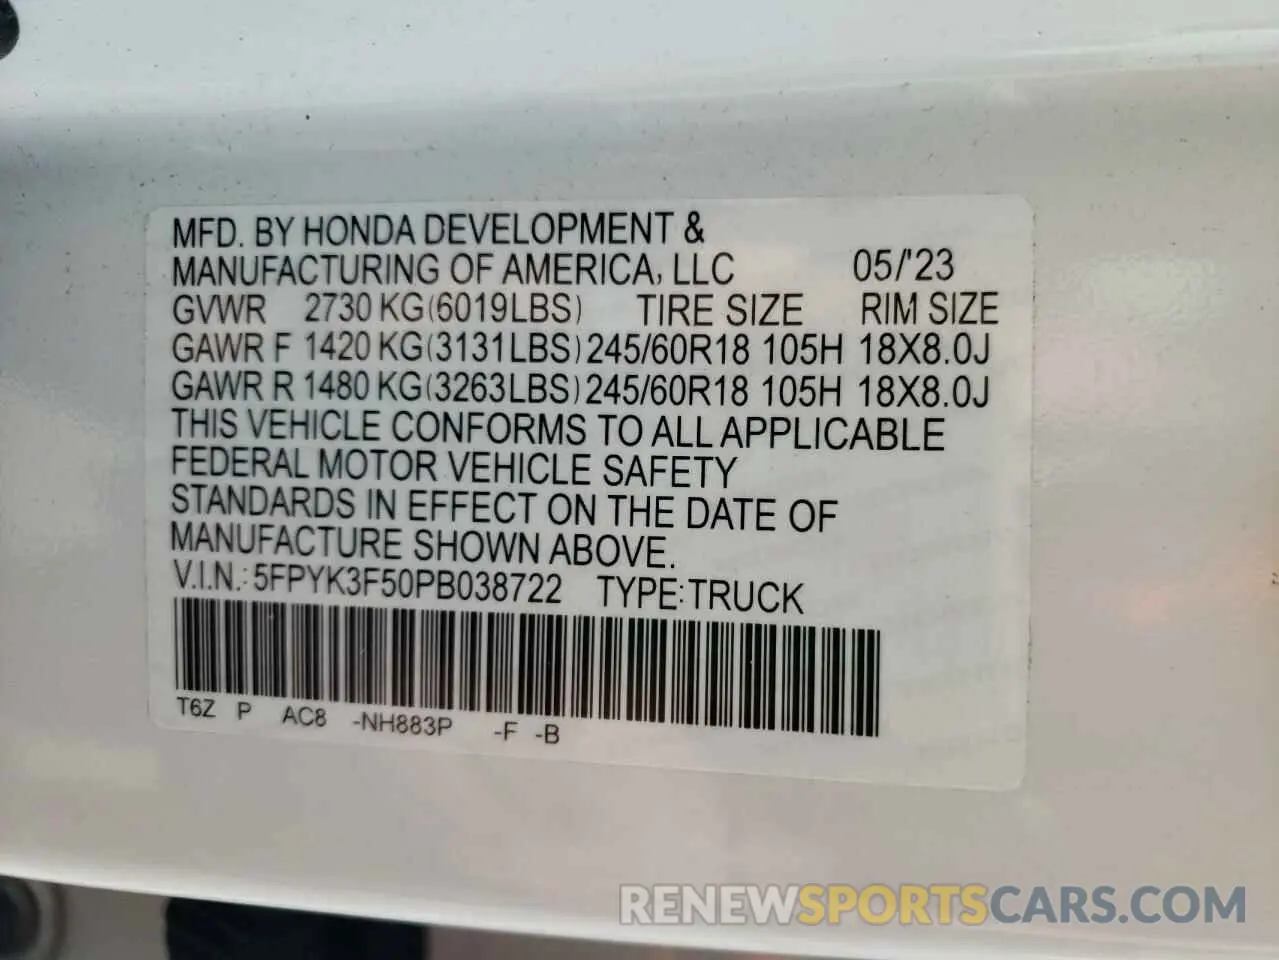 MFD. BY HONDA DEVELOPMENT &
MANUFACTURING OF AMERICA, LLC 05/'23
GVWR 2730 KG(6019LBS) TIRE SIZE RIM SIZE
GAWR F 1420 KG(3131LBS) 245/60R18 105H 18X8.0J
GAWR R 1480 KG(3263LBS) 245/60R18 105H 18X8.0J
THIS VEHICLE CONFORMS TO ALL APPLICABLE
FEDERAL MOTOR VEHICLE SAFETY
STANDARDS IN EFFECT ON THE DATE OF
MANUFACTURE SHOWN ABOVE.
V.I.N.: 5FPYK3F50PB038722 TYPE:TRUCK
T6Z P AC8 -NH883P -F -B
RENEWSPORTSCARS.COM